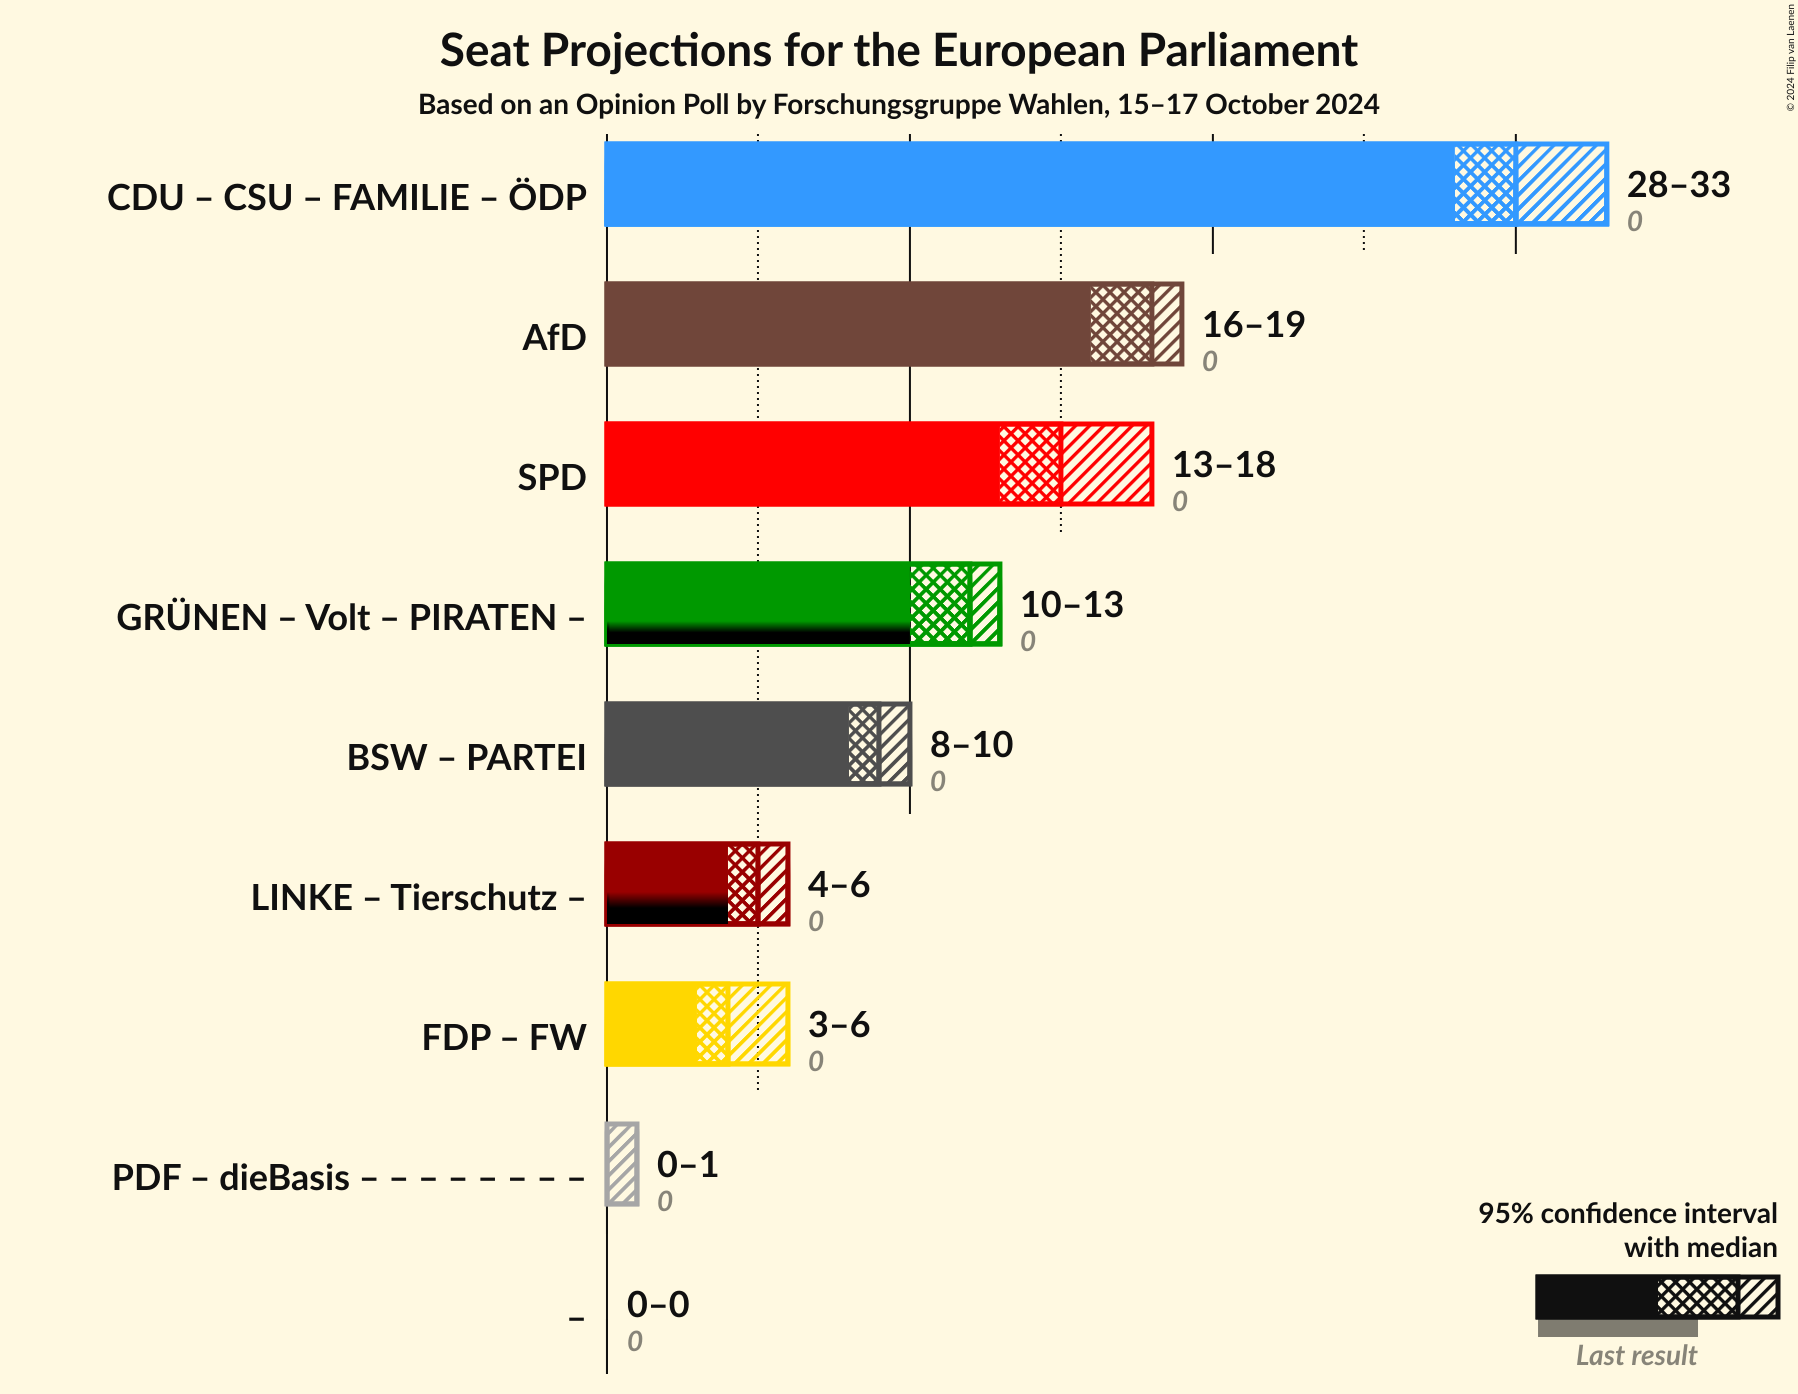 Seat Projections for the European Parliament
Based on an Opinion Poll by Forschungsgruppe Wahlen, 15–17 October 2024
© 2024 Filip van Laenen
CDU – CSU – FAMILIE – ÖDP
28–33
0
AfD
16–19
0
SPD
13–18
0
GRÜNEN – Volt – PIRATEN –
10–13
0
BSW – PARTEI
8–10
0
LINKE – Tierschutz –
4–6
0
FDP – FW
3–6
0
PDF – dieBasis – – – – – – – –
0–1
0
–
0–0
0
95% confidence interval
with median
Last result